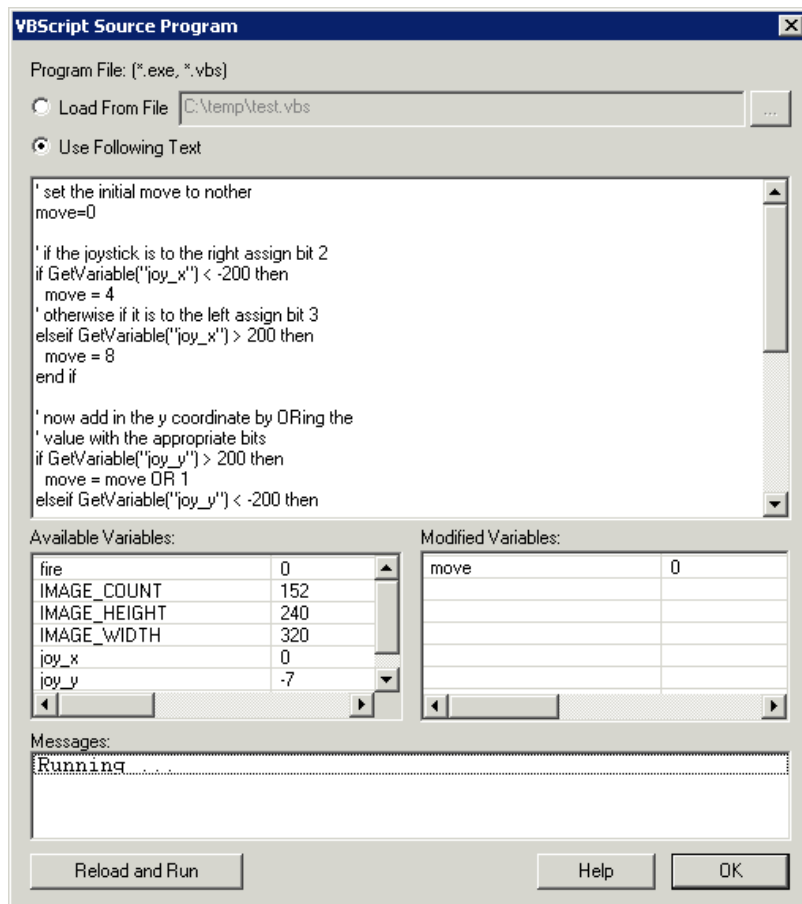 VBScript Source Program
Program File: (*.exe, *.vbs)
Load From File C:\temp\test.vbs ...
Use Following Text
' set the initial move to nother
move=0
' if the joystick is to the right assign bit 2
if GetVariable("joy_x") < -200 then
move = 4
' otherwise if it is to the left assign bit 3
elseif GetVariable("joy_x") > 200 then
move = 8
end if
' now add in the y coordinate by ORing the
' value with the appropriate bits
if GetVariable("joy_y") > 200 then
move = move OR 1
elseif GetVariable("joy_y") < -200 then
Available Variables:
fire 0
IMAGE_COUNT 152
IMAGE_HEIGHT 240
IMAGE_WIDTH 320
joy_x 0
joy_y -7
Modified Variables:
move 0
Messages:
Running ...
Reload and Run Help OK